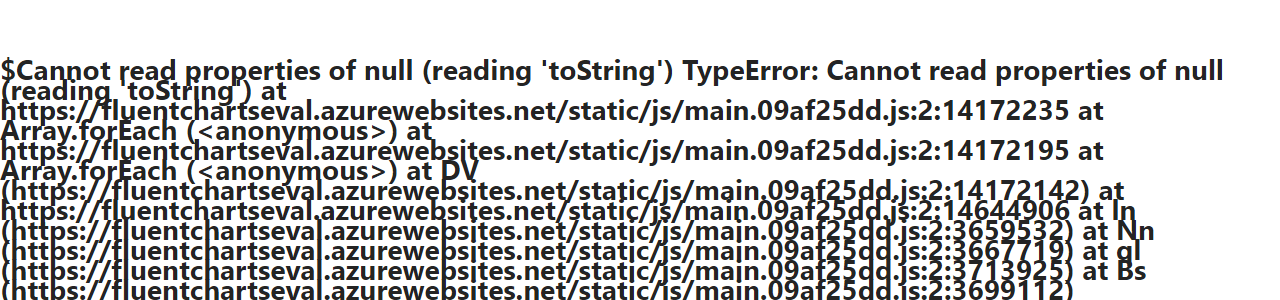 $Cannot read properties of null (reading 'toString') TypeError: Cannot read properties of null
(reading 'toString') at
https://fluentchartseval.azurewebsites.net/static/js/main.09af25dd.js:2:14172235 at
Array.forEach (<anonymous>) at
https://fluentchartseval.azurewebsites.net/static/js/main.09af25dd.js:2:14172195 at
Array.forEach (<anonymous>) at DV
(https://fluentchartseval.azurewebsites.net/static/js/main.09af25dd.js:2:14172142) at
https://fluentchartseval.azurewebsites.net/static/js/main.09af25dd.js:2:14644906 at ln
(https://fluentchartseval.azurewebsites.net/static/js/main.09af25dd.js:2:3659532) at Nn
(https://fluentchartseval.azurewebsites.net/static/js/main.09af25dd.js:2:3667719) at gl
(https://fluentchartseval.azurewebsites.net/static/js/main.09af25dd.js:2:3713925) at Bs
(https://fluentchartseval.azurewebsites.net/static/js/main.09af25dd.js:2:3699112)